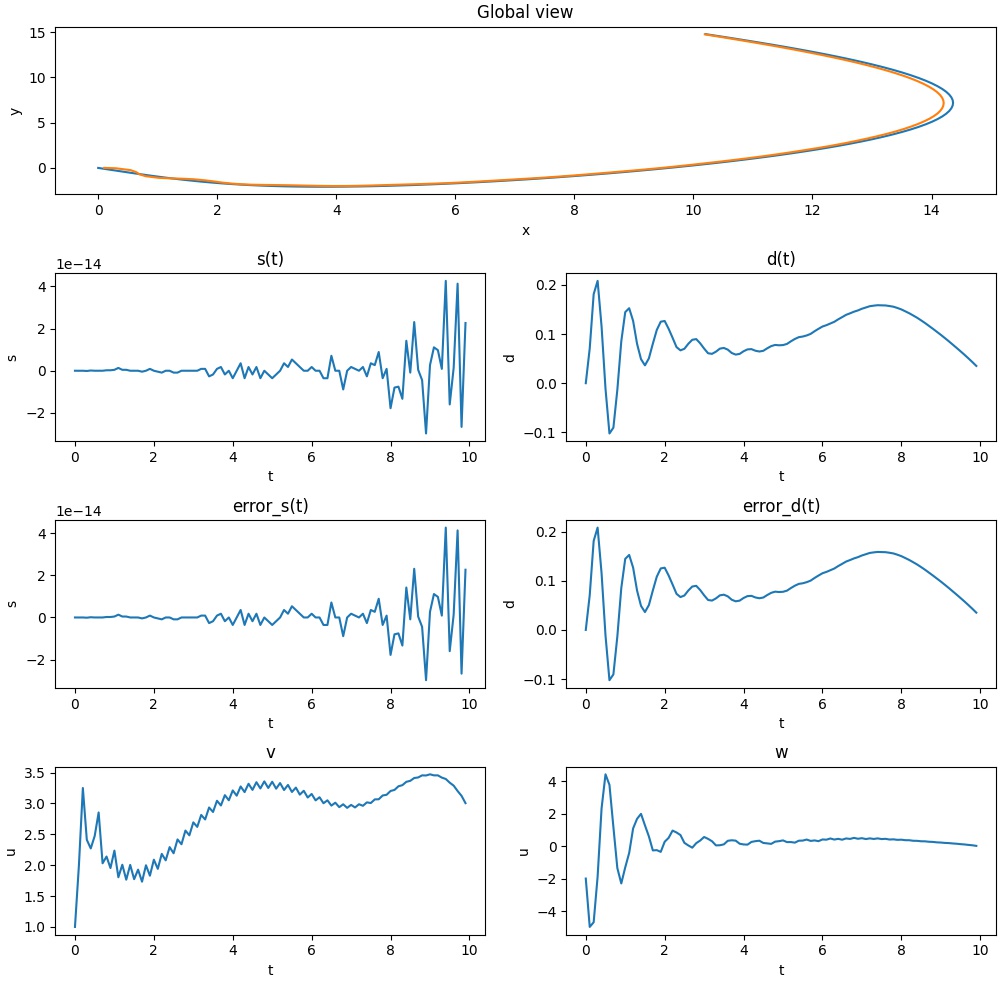 Global view
y
15
10
5
0
0 2 4 6 8 10 12 14
x
s(t)
1e−14
s
4
2
0
−2
0 2 4 6 8 10
t
d(t)
d
0.2
0.1
0.0
−0.1
0 2 4 6 8 10
t
error_s(t)
1e−14
s
4
2
0
−2
0 2 4 6 8 10
t
error_d(t)
d
0.2
0.1
0.0
−0.1
0 2 4 6 8 10
t
v
u
3.5
3.0
2.5
2.0
1.5
1.0
0 2 4 6 8 10
t
w
u
4
2
0
−2
−4
0 2 4 6 8 10
t